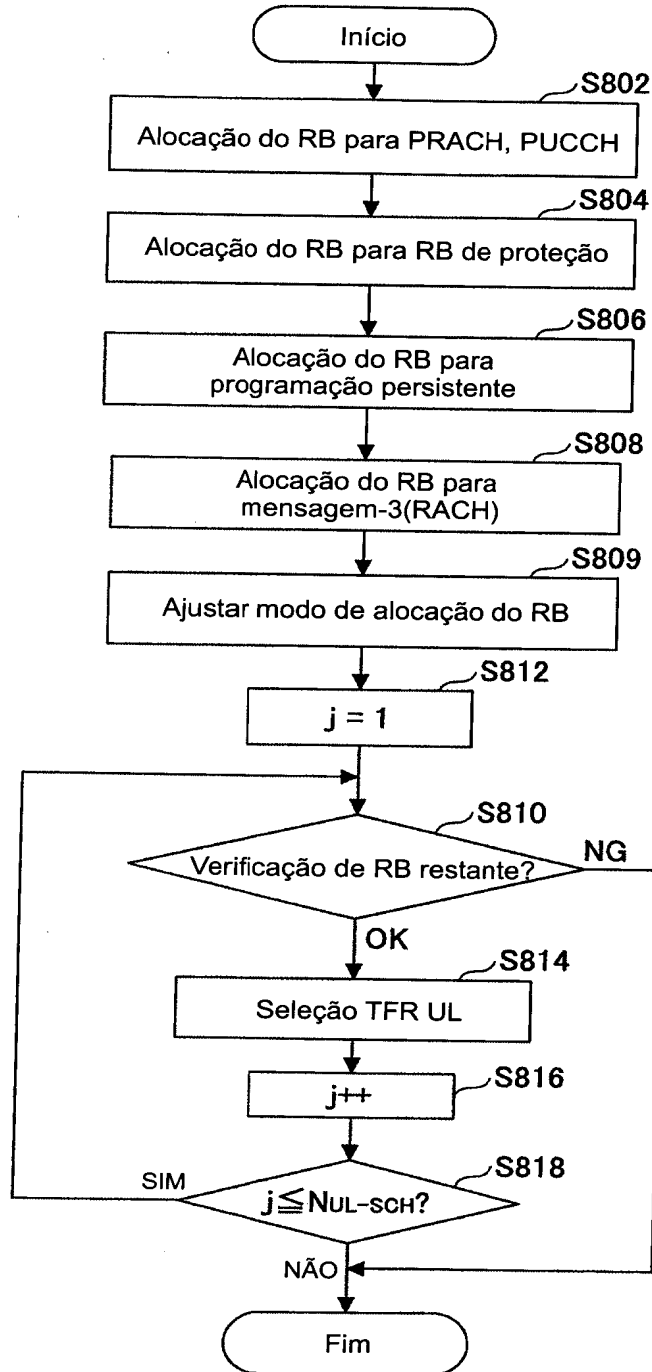 Início
S802
Alocação do RB para PRACH, PUCCH
S804
Alocação do RB para RB de proteção
S806
Alocação do RB para
programação persistente
S808
Alocação do RB para
mensagem-3(RACH)
S809
Ajustar modo de alocação do RB
S812
j = 1
S810
Verificação de RB restante?
NG
OK
S814
Seleção TFR UL
S816
j++
S818
SIM
j≦NUL-SCH?
NÃO
Fim